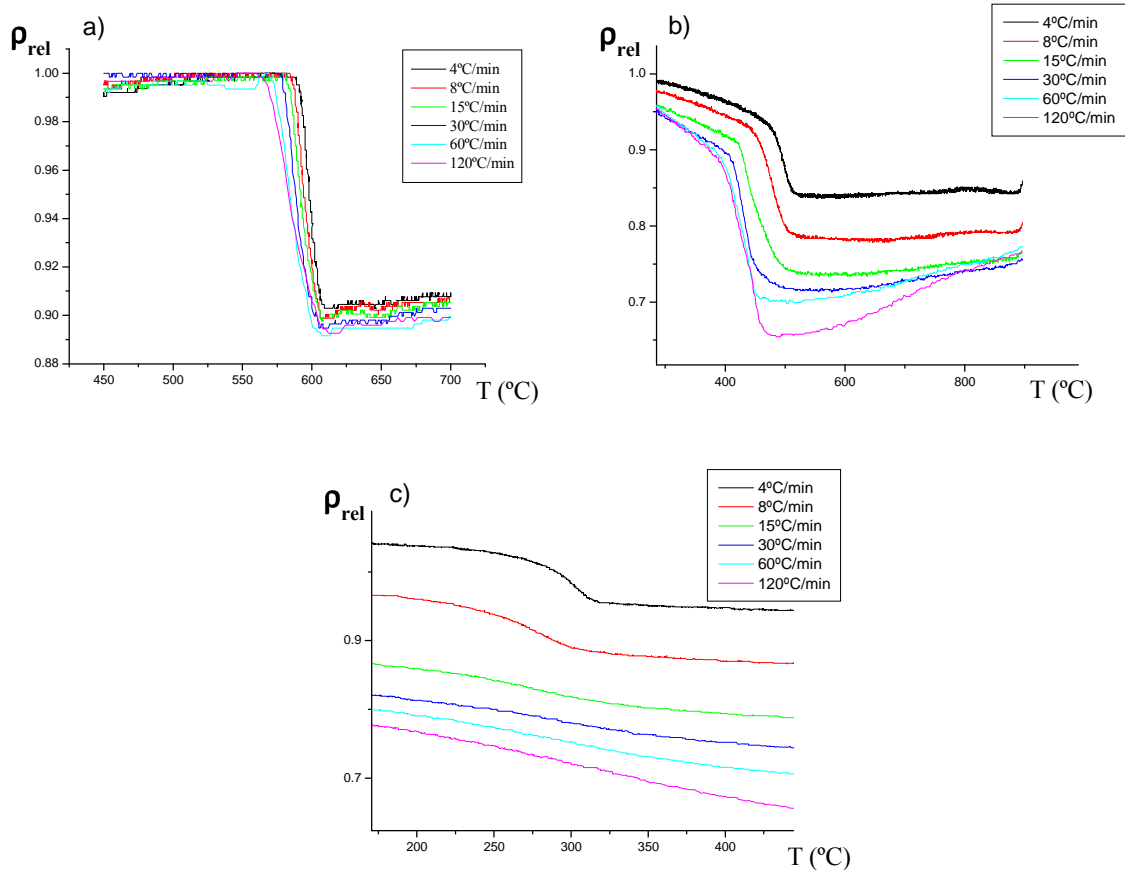 a)
ρrel
4ºC/min
8ºC/min
15ºC/min
30ºC/min
60ºC/min
120ºC/min
1.00
0.98
0.96
0.94
0.92
0.90
0.88
450
500
550
600
650
700
T (ºC)
b)
ρrel
4ºC/min
8ºC/min
15ºC/min
30ºC/min
60ºC/min
120ºC/min
1.0
0.9
0.8
0.7
400
600
800
T (ºC)
c)
ρrel
4ºC/min
8ºC/min
15ºC/min
30ºC/min
60ºC/min
120ºC/min
0.9
0.7
200
250
300
350
400
T (ºC)